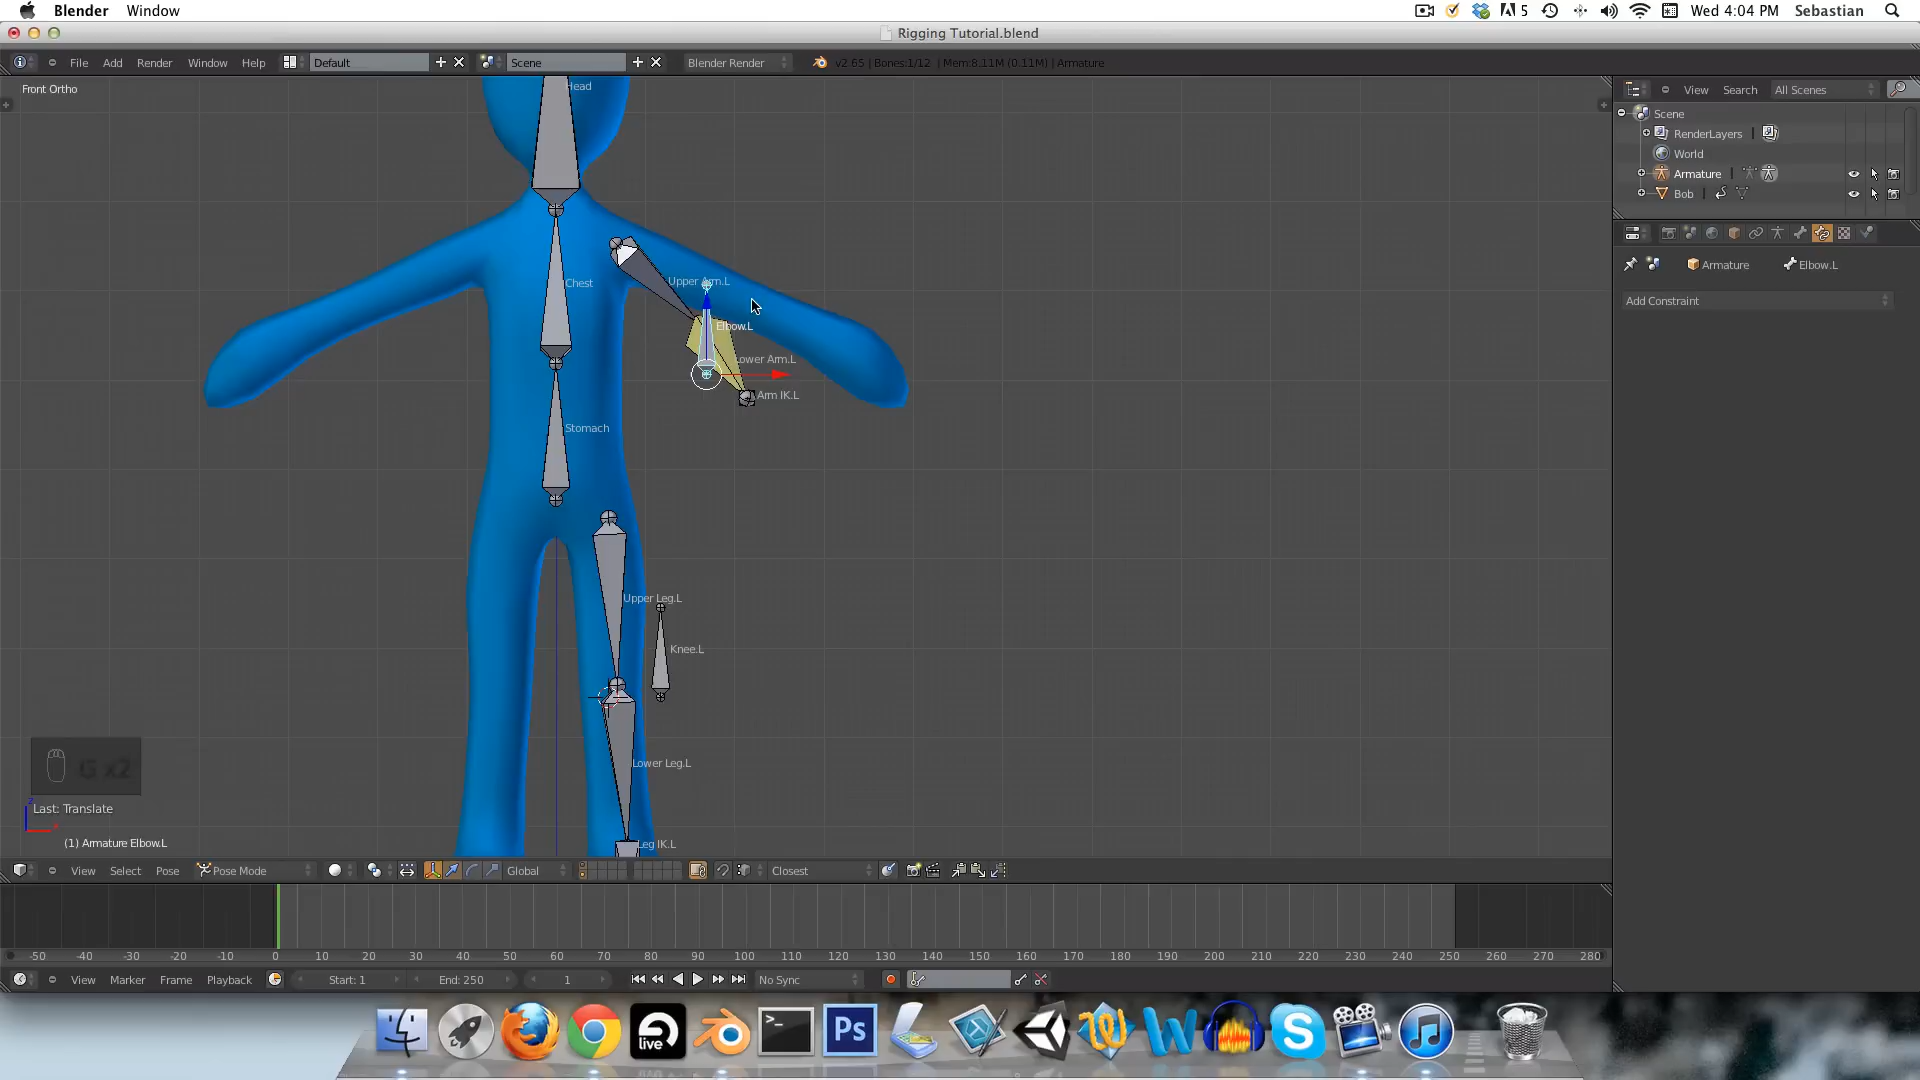 Blender Window 5 Wed 4:04 PM Sebastian
Rigging Tutorial.blend
File Add Render Window Help Default Scene Blender Render v2.65 | Bones:1/12 | Mem:8.11M (0.11M) | Armature
Front Ortho
View Search All Scenes
Scene
RenderLayers
World
Armature
Bob
Armature Elbow.L
Add Constraint
Head
Chest
Upper Arm.L
Elbow.L
Lower Arm.L
Arm IK.L
Stomach
Upper Leg.L
Knee.L
Lower Leg.L
Leg IK.L
G x2
Last: Translate
z
(1) Armature Elbow.L
View Select Pose Pose Mode Global Closest
-50 -40 -30 -20 -10 0 10 20 30 40 50 60 70 80 90 100 110 120 130 140 150 160 170 180 190 200 210 220 230 240 250 260 270 280
View Marker Frame Playback Start: 1 End: 250 1 No Sync
live
Ps
W
S